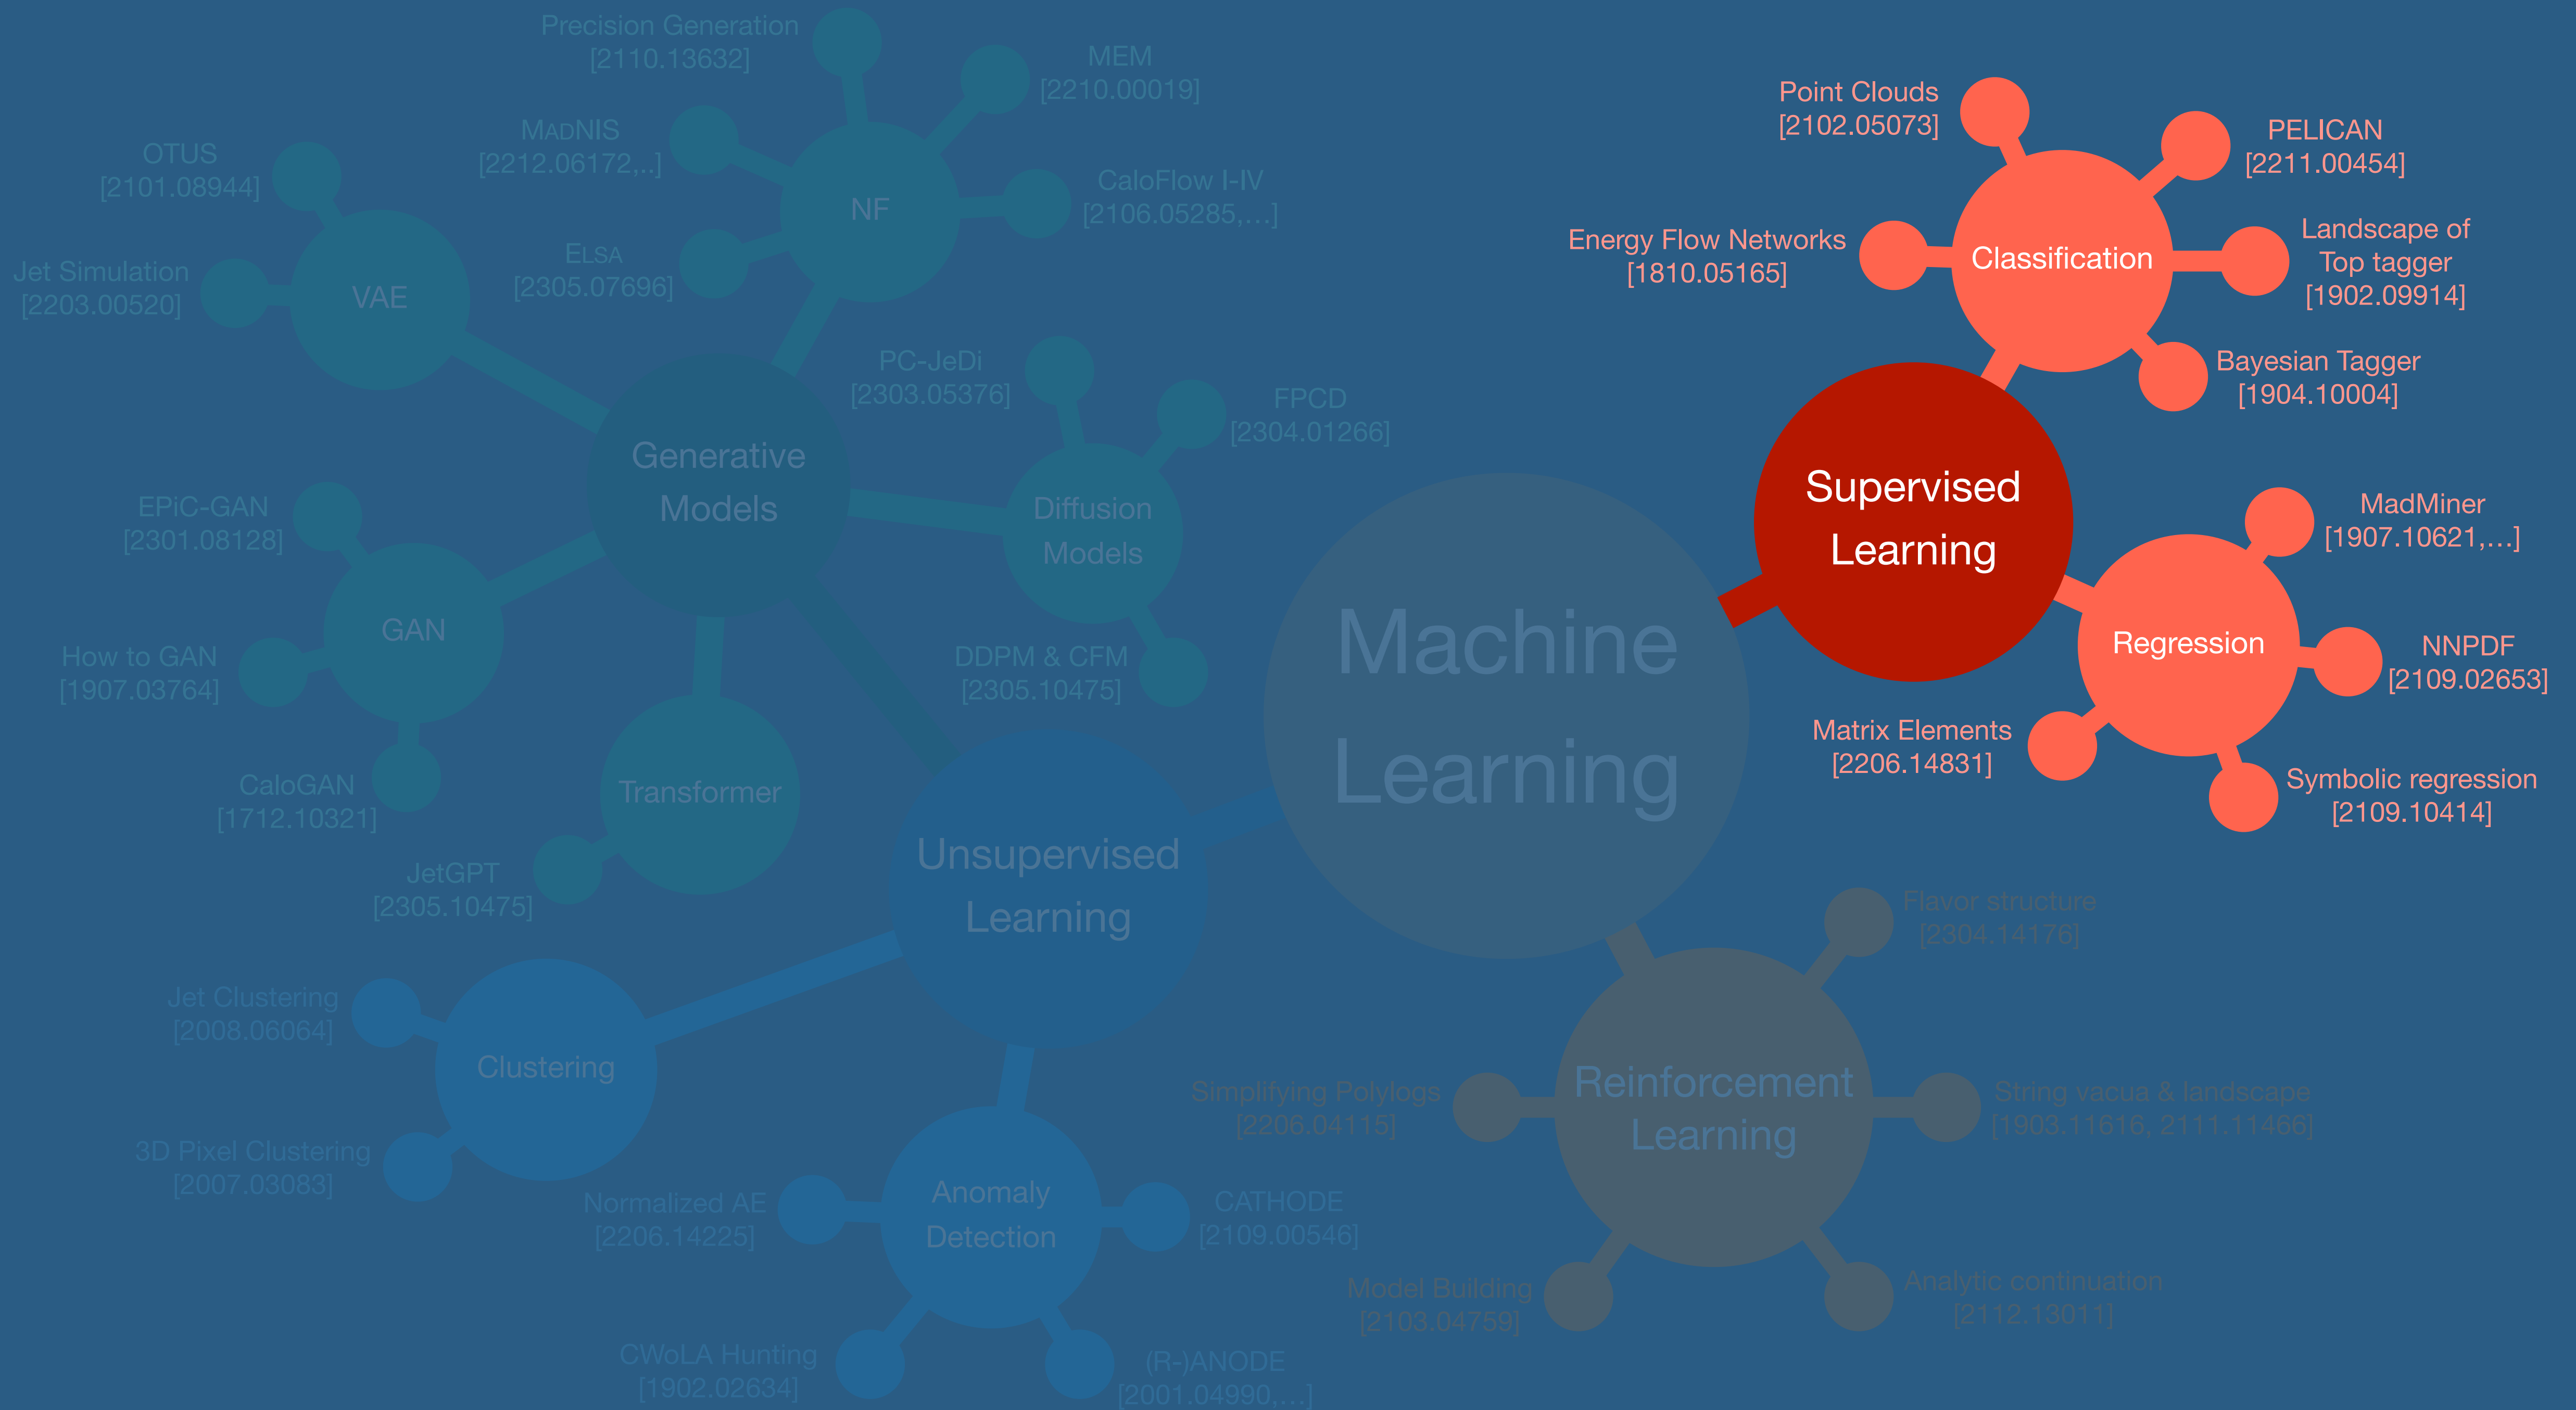 Precision Generation
[2110.13632]
MEM
[2210.00019]
MADNIS
[2212.06172,..]
OTUS
[2101.08944]
CaloFlow I-IV
[2106.05285,...]
NF
ELSA
[2305.07696]
Jet Simulation
[2203.00520]
VAE
PC-JeDi
[2303.05376]
FPCD
[2304.01266]
Generative
Models
Diffusion
Models
EPiC-GAN
[2301.08128]
GAN
How to GAN
[1907.03764]
DDPM & CFM
[2305.10475]
CaloGAN
[1712.10321]
Transformer
JetGPT
[2305.10475]
Unsupervised
Learning
Machine
Learning
Point Clouds
[2102.05073]
PELICAN
[2211.00454]
Energy Flow Networks
[1810.05165]
Classification
Landscape of
Top tagger
[1902.09914]
Bayesian Tagger
[1904.10004]
Supervised
Learning
MadMiner
[1907.10621,...]
Regression
NNPDF
[2109.02653]
Matrix Elements
[2206.14831]
Symbolic regression
[2109.10414]
Jet Clustering
[2008.06064]
Clustering
3D Pixel Clustering
[2007.03083]
Normalized AE
[2206.14225]
Anomaly
Detection
CATHODE
[2109.00546]
CWoLA Hunting
[1902.02634]
(R-)ANODE
[2001.04990,...]
Flavor structure
[2304.14176]
Simplifying Polylogs
[2206.04115]
Reinforcement
Learning
String vacua & landscape
[1903.11616, 2111.11466]
Model Building
[2103.04759]
Analytic continuation
[2112.13011]